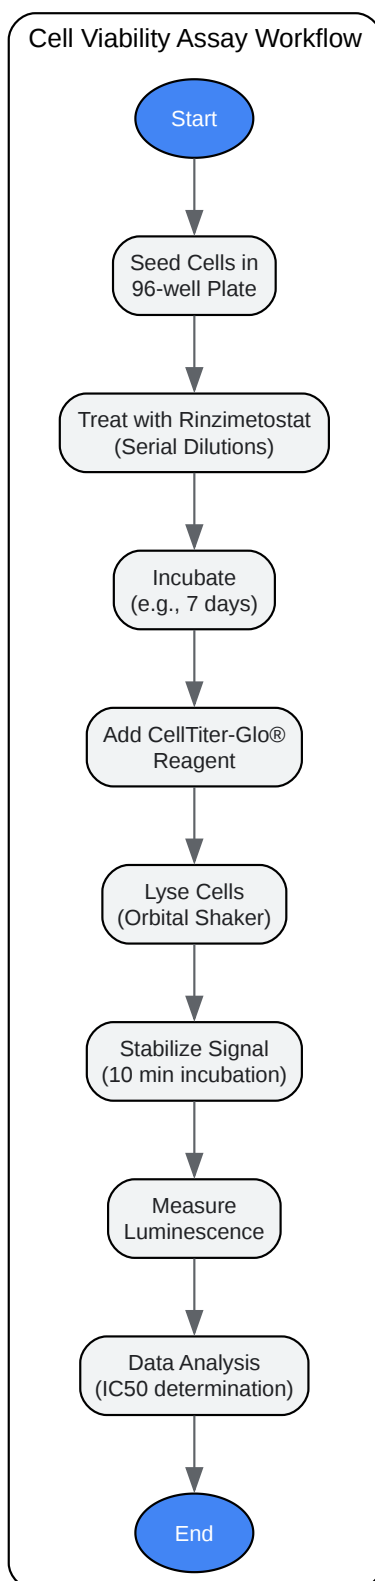 Cell Viability Assay Workflow
Start
Seed Cells in
96-well Plate
Treat with Rinzimetostat
(Serial Dilutions)
Incubate
(e.g., 7 days)
Add CellTiter-Glo®
Reagent
Lyse Cells
(Orbital Shaker)
Stabilize Signal
(10 min incubation)
Measure
Luminescence
Data Analysis
(IC50 determination)
End